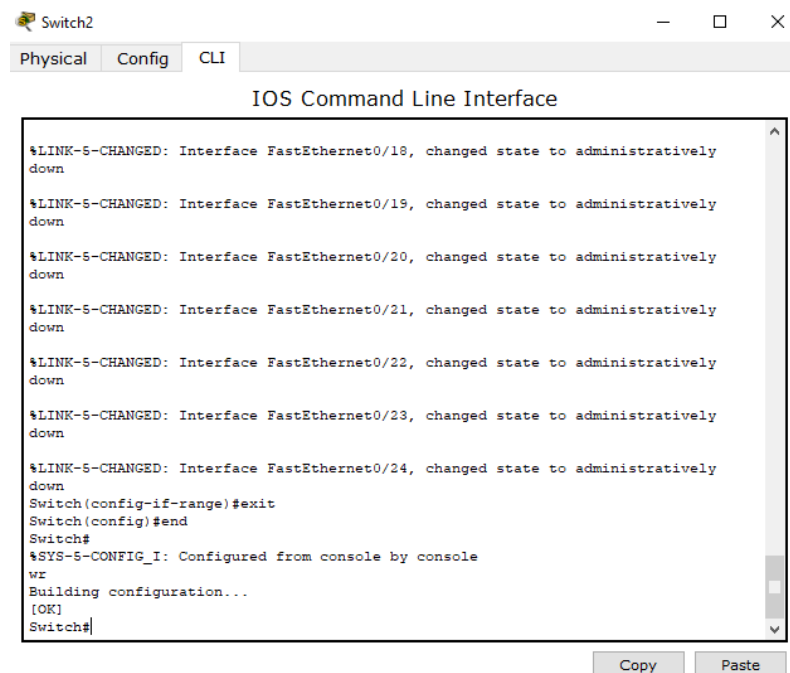 Switch2
Physical Config CLI
IOS Command Line Interface
%LINK-5-CHANGED: Interface FastEthernet0/18, changed state to administratively
down
%LINK-5-CHANGED: Interface FastEthernet0/19, changed state to administratively
down
%LINK-5-CHANGED: Interface FastEthernet0/20, changed state to administratively
down
%LINK-5-CHANGED: Interface FastEthernet0/21, changed state to administratively
down
%LINK-5-CHANGED: Interface FastEthernet0/22, changed state to administratively
down
%LINK-5-CHANGED: Interface FastEthernet0/23, changed state to administratively
down
%LINK-5-CHANGED: Interface FastEthernet0/24, changed state to administratively
down
Switch(config-if-range)#exit
Switch(config)#end
Switch#
%SYS-5-CONFIG_I: Configured from console by console
wr
Building configuration...
[OK]
Switch#
Copy Paste